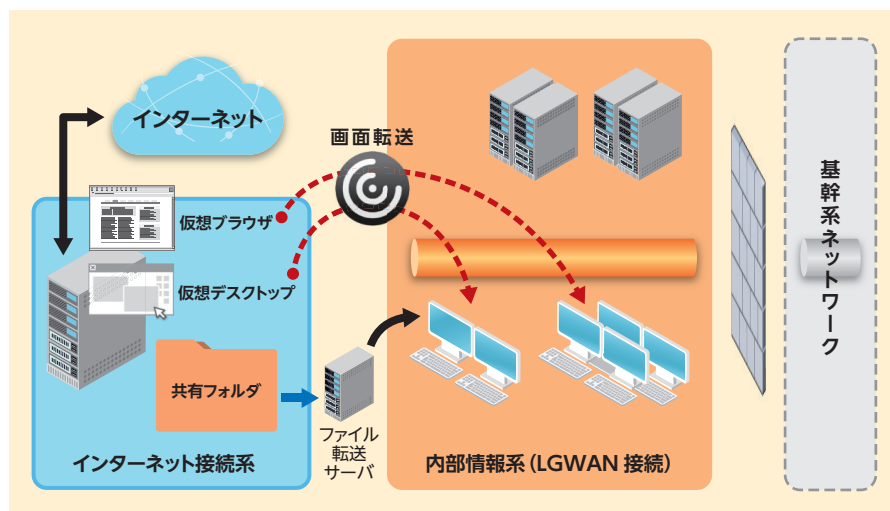 インターネット
画面転送
仮想ブラウザ
仮想デスクトップ
共有フォルダ
ファイル
転送
サーバ
インターネット接続系
内部情報系(LGWAN 接続)
基幹系ネットワーク